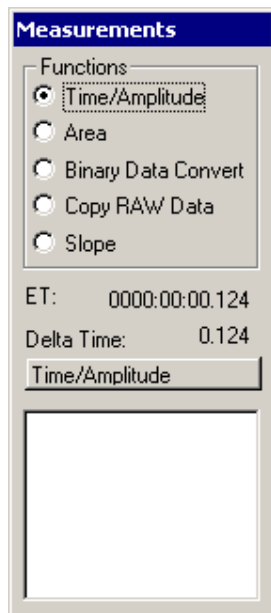 Measurements
Functions
Time/Amplitude
Area
Binary Data Convert
Copy RAW Data
Slope
ET: 0000:00:00.124
Delta Time: 0.124
Time/Amplitude